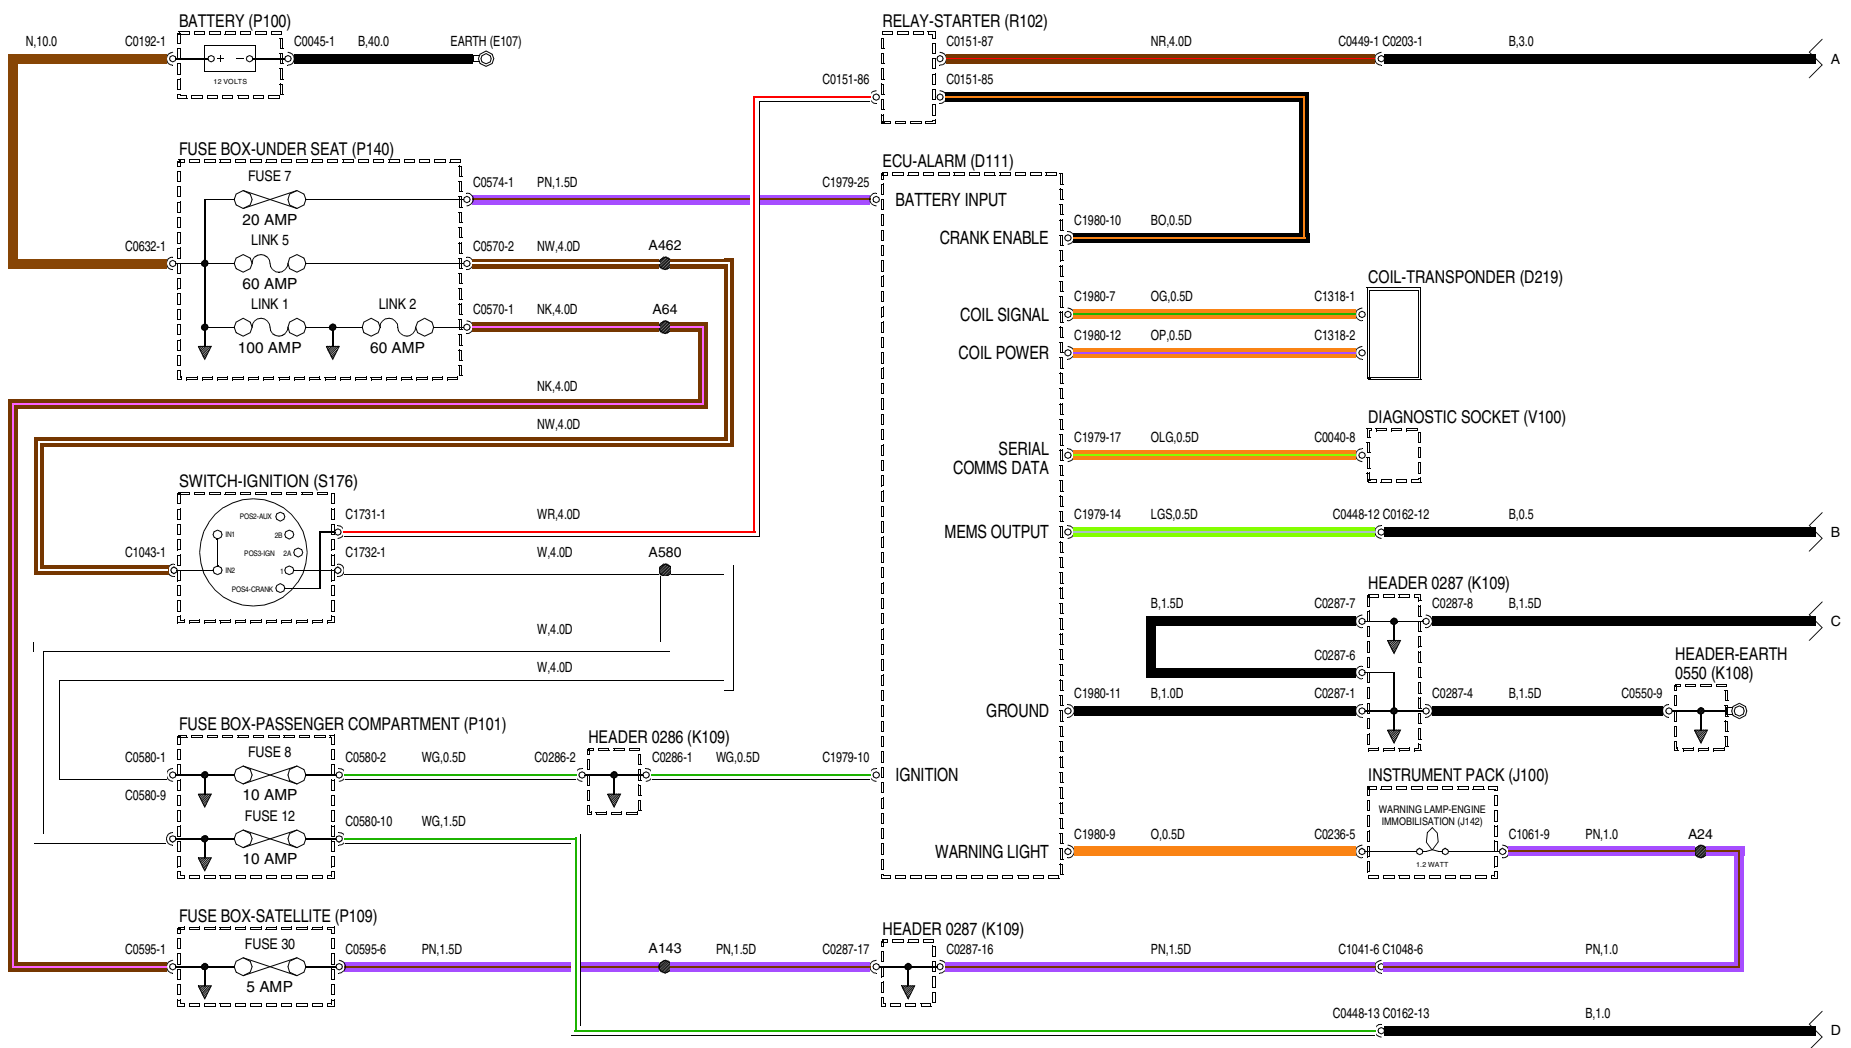 BATTERY (P100)
N,10.0
C0192-1
C0045-1
B,40.0
EARTH (E107)
+ −
12 VOLTS
RELAY-STARTER (R102)
C0151-87
NR,4.0D
C0449-1 C0203-1
B,3.0
A
C0151-86
C0151-85
FUSE BOX-UNDER SEAT (P140)
FUSE 7
20 AMP
C0574-1
PN,1.5D
C1979-25
C0632-1
LINK 5
60 AMP
C0570-2
NW,4.0D
A462
LINK 1
100 AMP
LINK 2
60 AMP
C0570-1
NK,4.0D
A64
NK,4.0D
NW,4.0D
ECU-ALARM (D111)
BATTERY INPUT
CRANK ENABLE
C1980-10
BO,0.5D
COIL SIGNAL
C1980-7
OG,0.5D
C1318-1
COIL-TRANSPONDER (D219)
COIL POWER
C1980-12
OP,0.5D
C1318-2
SERIAL
COMMS DATA
C1979-17
OLG,0.5D
C0040-8
DIAGNOSTIC SOCKET (V100)
MEMS OUTPUT
C1979-14
LGS,0.5D
C0448-12 C0162-12
B,0.5
B
SWITCH-IGNITION (S176)
POS2-AUX
IN1
2B
POS3-IGN
2A
IN2
1
POS4-CRANK
C1043-1
C1731-1
WR,4.0D
C1732-1
W,4.0D
A580
W,4.0D
W,4.0D
HEADER 0287 (K109)
B,1.5D
C0287-7
C0287-8
B,1.5D
C
C0287-6
HEADER-EARTH
0550 (K108)
GROUND
C1980-11
B,1.0D
C0287-1
C0287-4
B,1.5D
C0550-9
FUSE BOX-PASSENGER COMPARTMENT (P101)
C0580-1
FUSE 8
10 AMP
C0580-2
WG,0.5D
C0286-2
HEADER 0286 (K109)
C0286-1
WG,0.5D
C1979-10
IGNITION
C0580-9
FUSE 12
10 AMP
C0580-10
WG,1.5D
INSTRUMENT PACK (J100)
WARNING LAMP-ENGINE
IMMOBILISATION (J142)
1.2 WATT
WARNING LIGHT
C1980-9
O,0.5D
C0236-5
C1061-9
PN,1.0
A24
FUSE BOX-SATELLITE (P109)
C0595-1
FUSE 30
5 AMP
C0595-6
PN,1.5D
A143
PN,1.5D
C0287-17
HEADER 0287 (K109)
C0287-16
PN,1.5D
C1041-6 C1048-6
PN,1.0
C0448-13 C0162-13
B,1.0
D